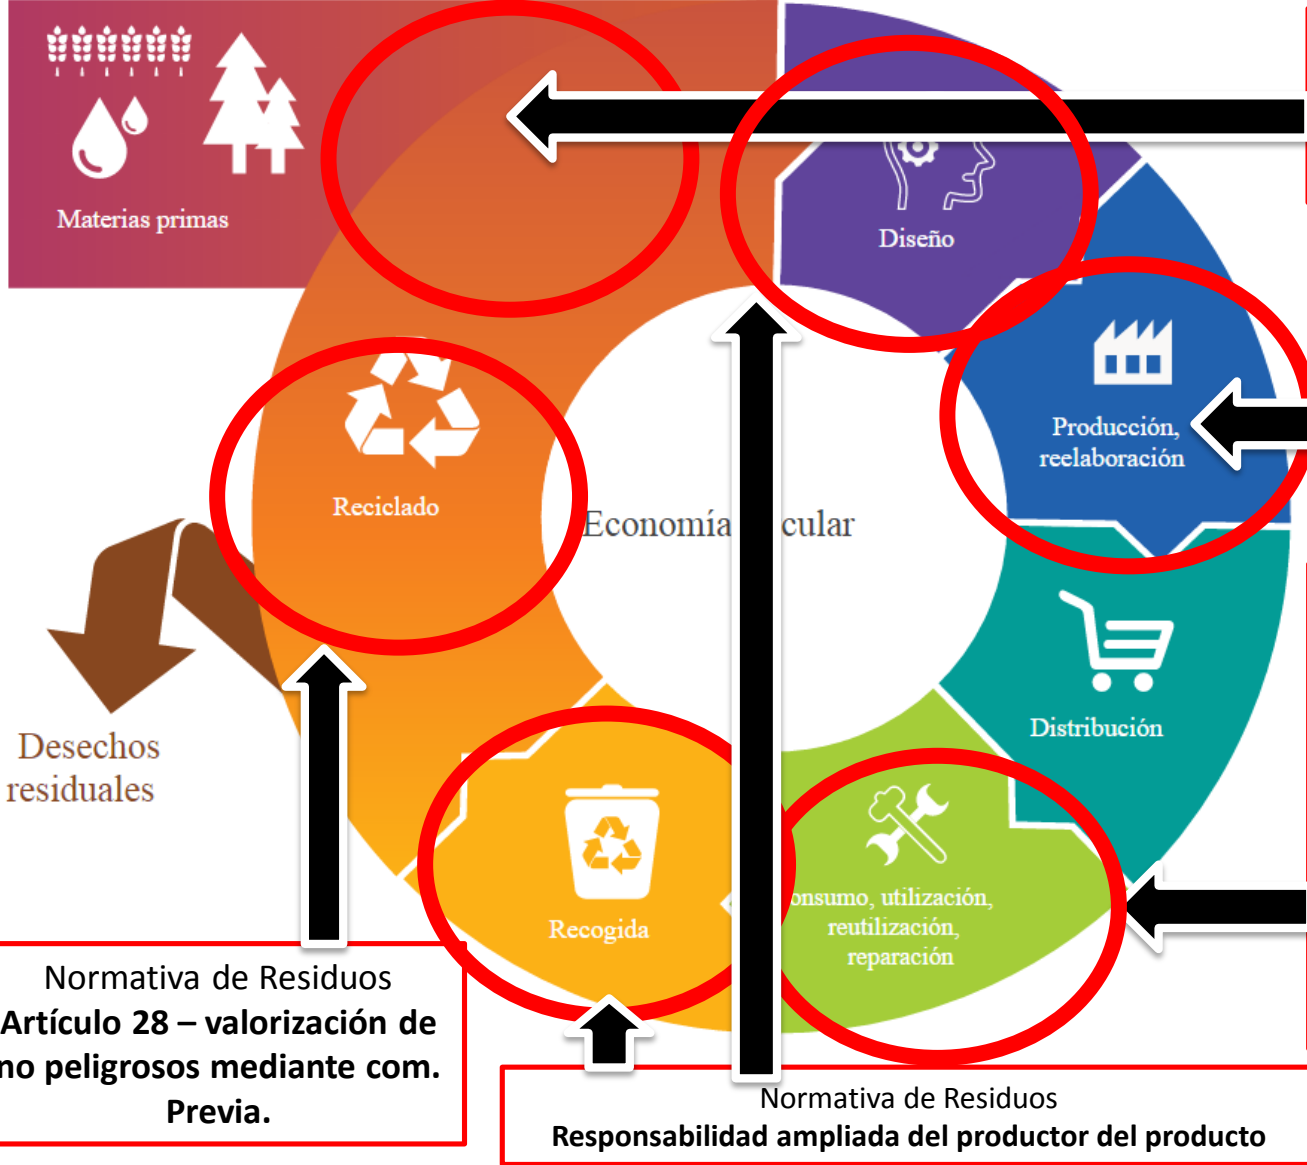 Materias primas
Diseño
Producción,
reelaboración
Reciclado
Economía cular
Distribución
Desechos
residuales
onsumo, utilización,
reutilización,
reparación
Recogida
Normativa de Residuos
Artículo 28 – valorización de
no peligrosos mediante com.
Previa.
Normativa de Residuos
Responsabilidad ampliada del productor del producto